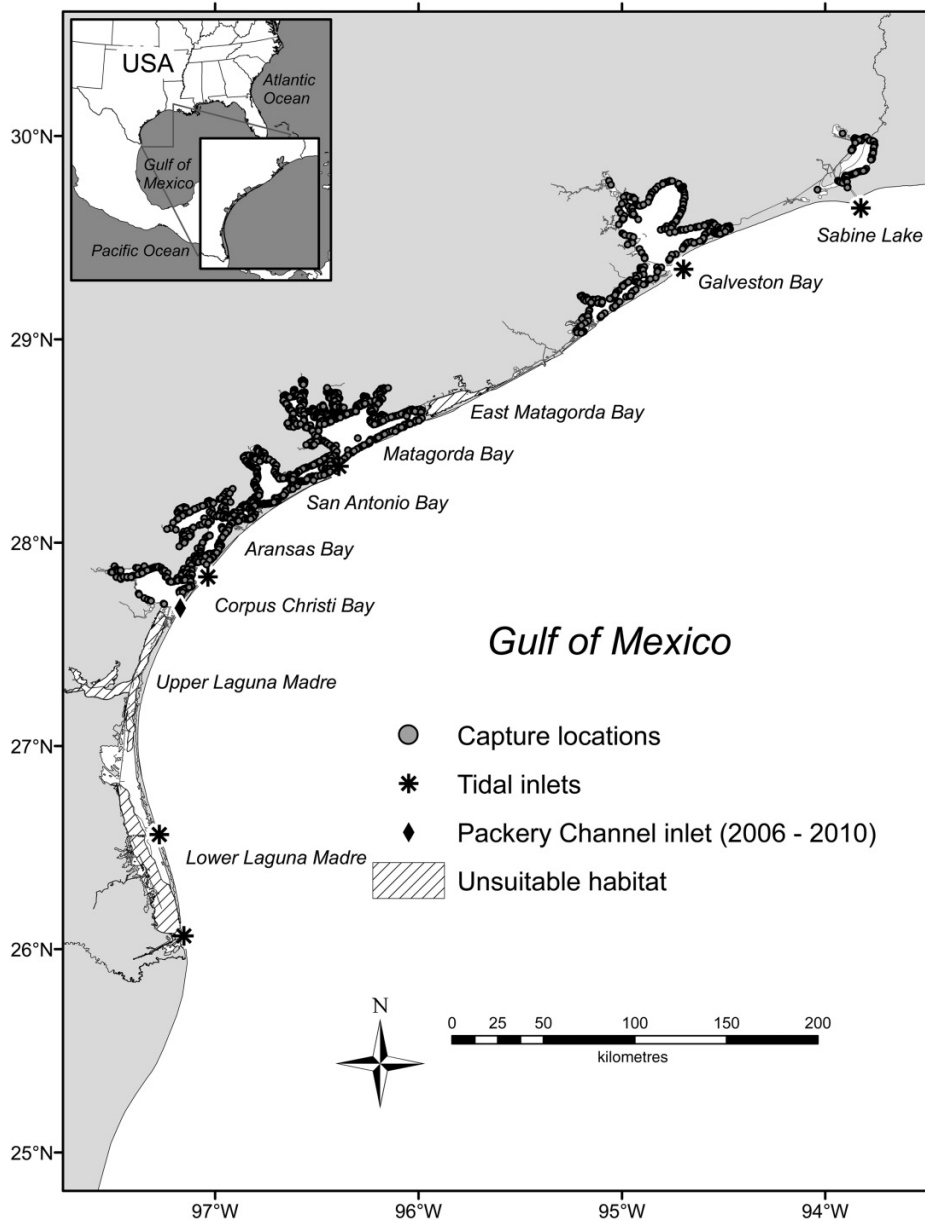 USA
Atlantic
Ocean
Gulf of
Mexico
Pacific Ocean
30°N
29°N
28°N
27°N
26°N
25°N
Sabine Lake
Galveston Bay
East Matagorda Bay
Matagorda Bay
San Antonio Bay
Aransas Bay
Corpus Christi Bay
Upper Laguna Madre
Lower Laguna Madre
Gulf of Mexico
Capture locations
Tidal inlets
Packery Channel inlet (2006 - 2010)
Unsuitable habitat
N
0 25 50 100 150 200
kilometres
97°W 96°W 95°W 94°W